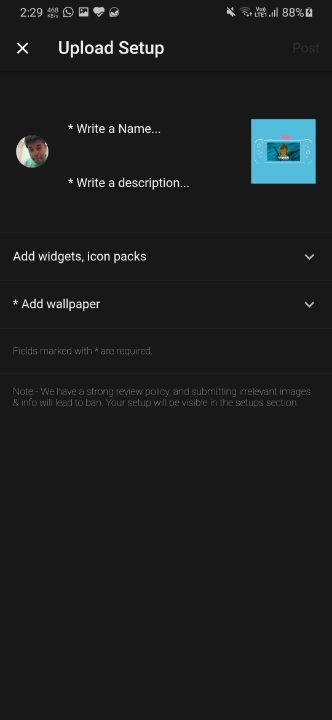 2:29 468 KB/s 88%
Upload Setup Post
* Write a Name...
* Write a description...
Add widgets, icon packs
* Add wallpaper
Fields marked with * are required.
Note - We have a strong review policy, and submitting irrelevant images
& info will lead to ban. Your setup will be visible in the setups section.